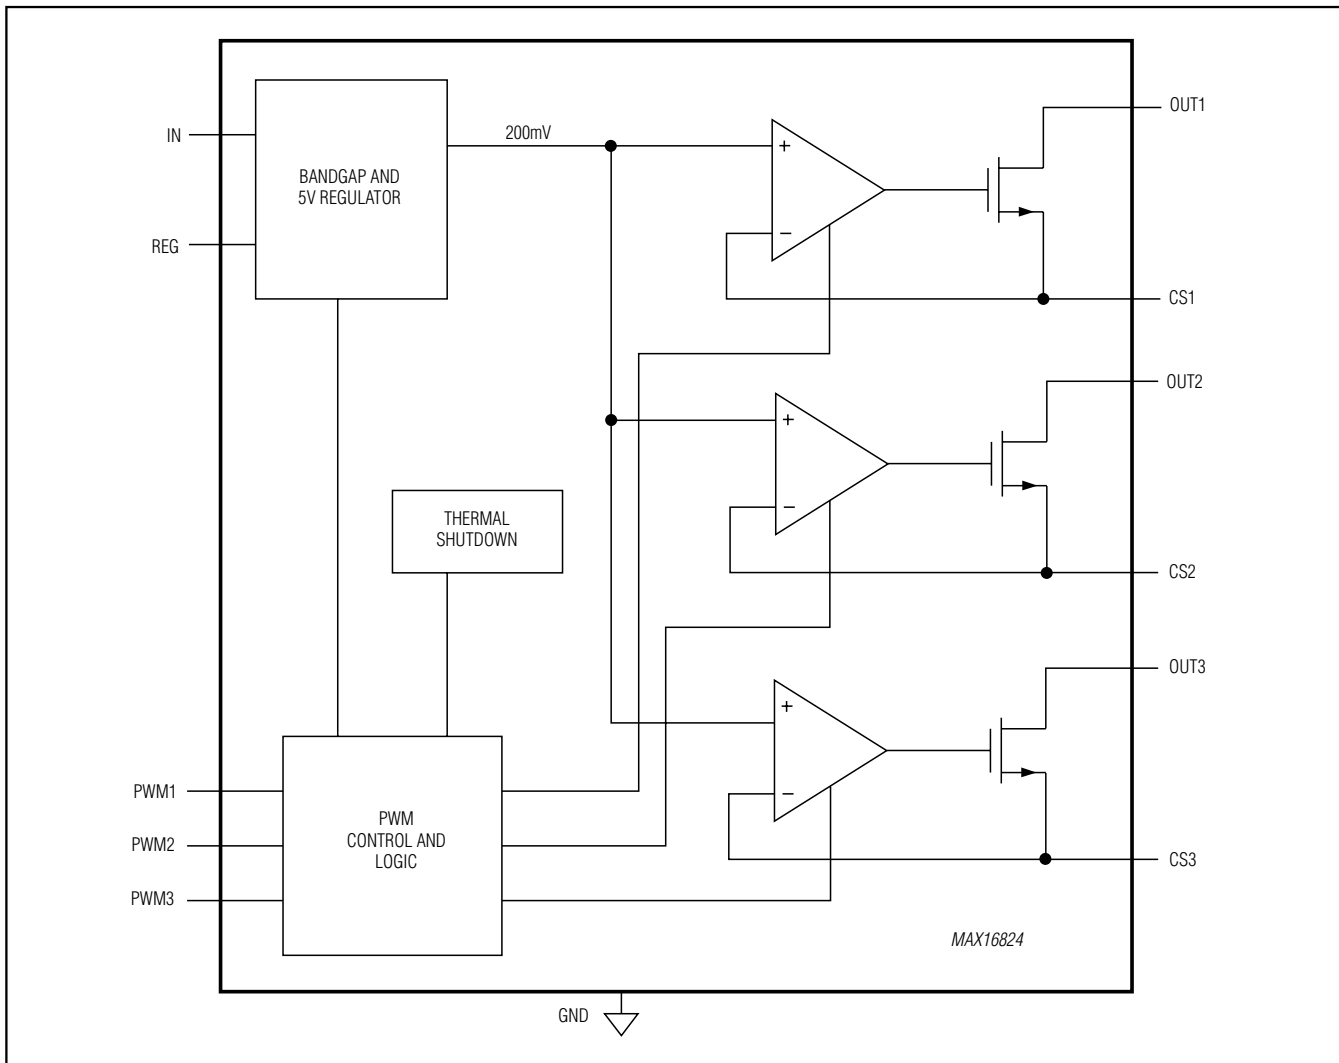 OUT1
IN
200mV
+
BANDGAP AND
5V REGULATOR
REG
−
CS1
OUT2
+
−
THERMAL
SHUTDOWN
CS2
OUT3
+
PWM1
−
PWM
CONTROL AND
LOGIC
PWM2
CS3
PWM3
MAX16824
GND